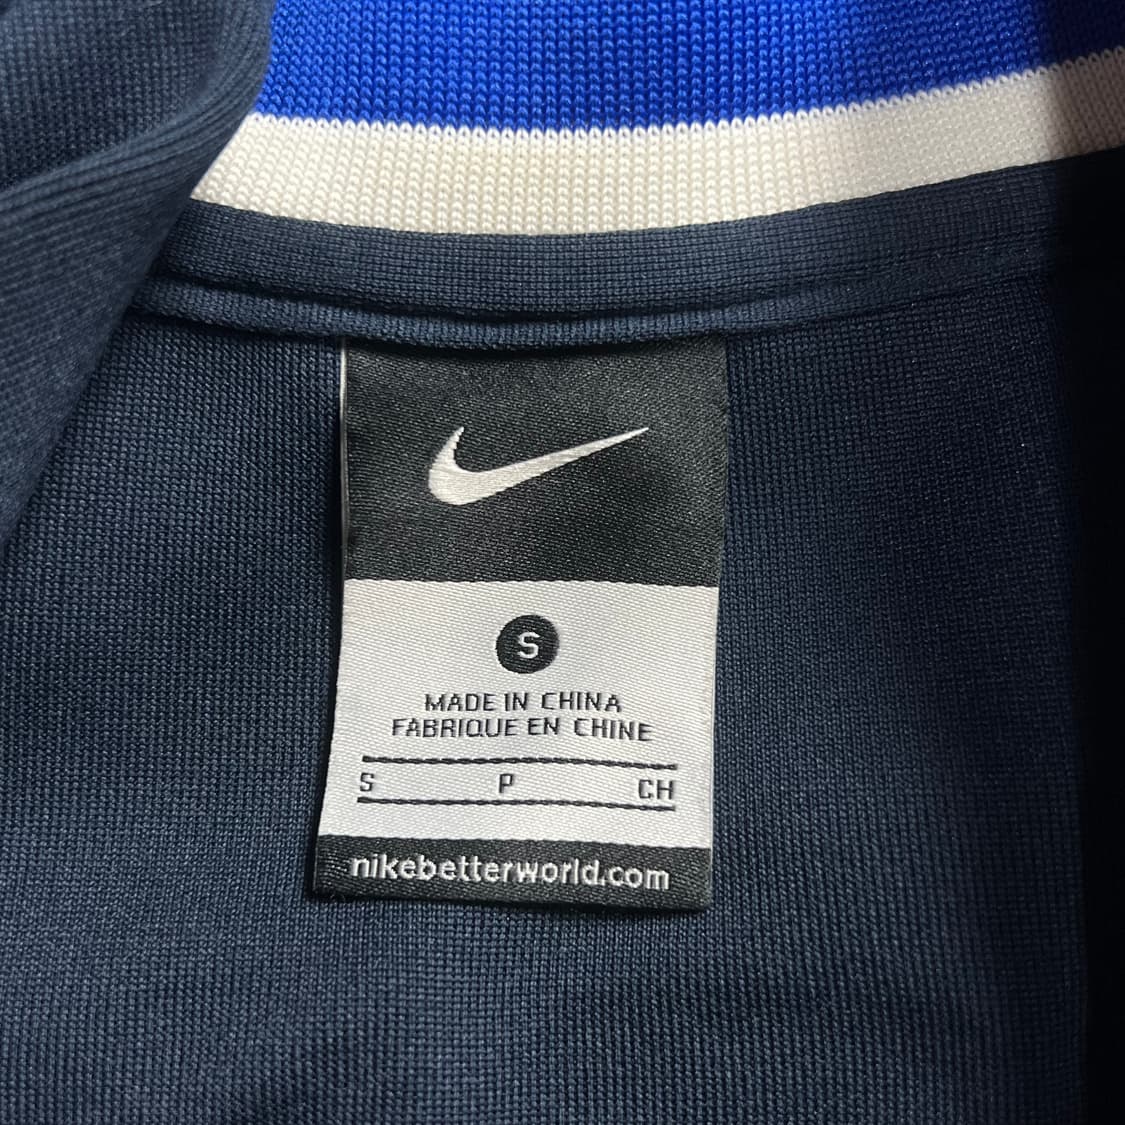 S
MADE IN CHINA
FABRIQUE EN CHINE
S P CH
nikebetterworld.com